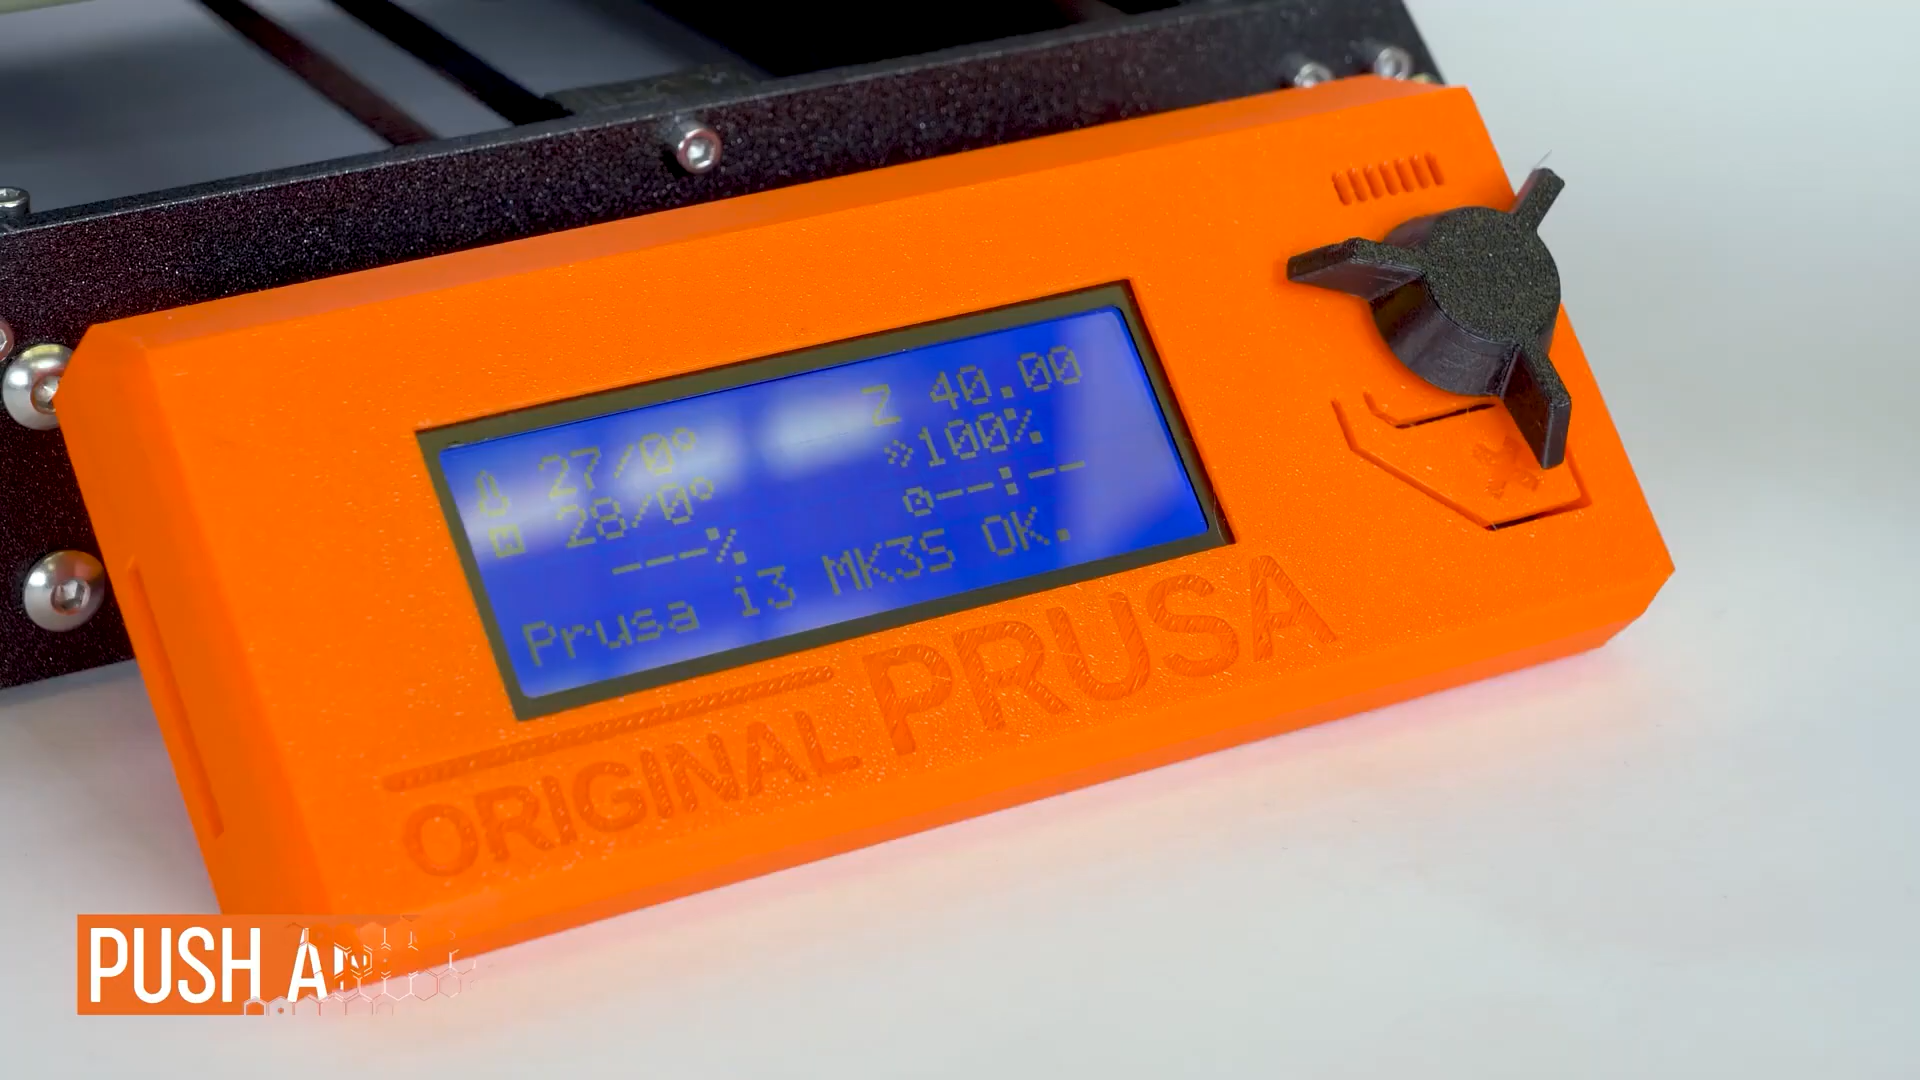 27/0° Z 40.00
28/0° 100%
---% --:--
Prusa i3 MK3S OK.
ORIGINAL PRUSA
PUSH